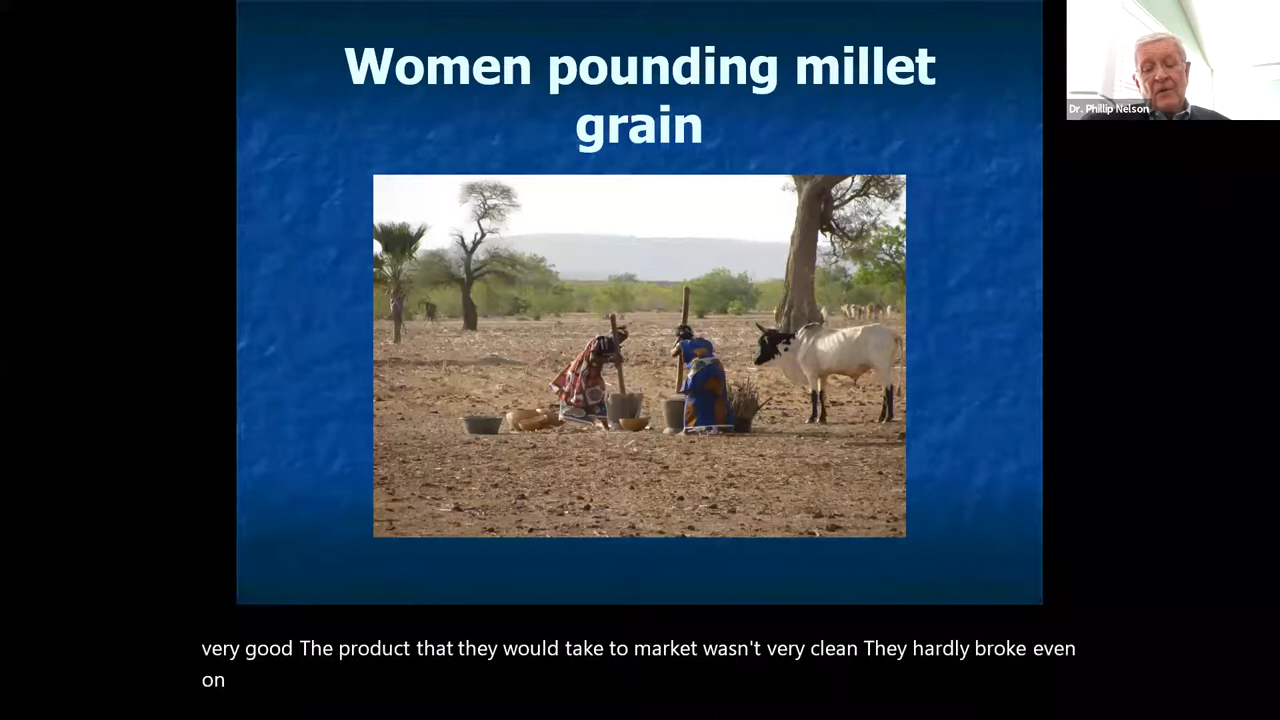 Women pounding millet
grain
Dr. Phillip Nelson
very good The product that they would take to market wasn't very clean They hardly broke even
on